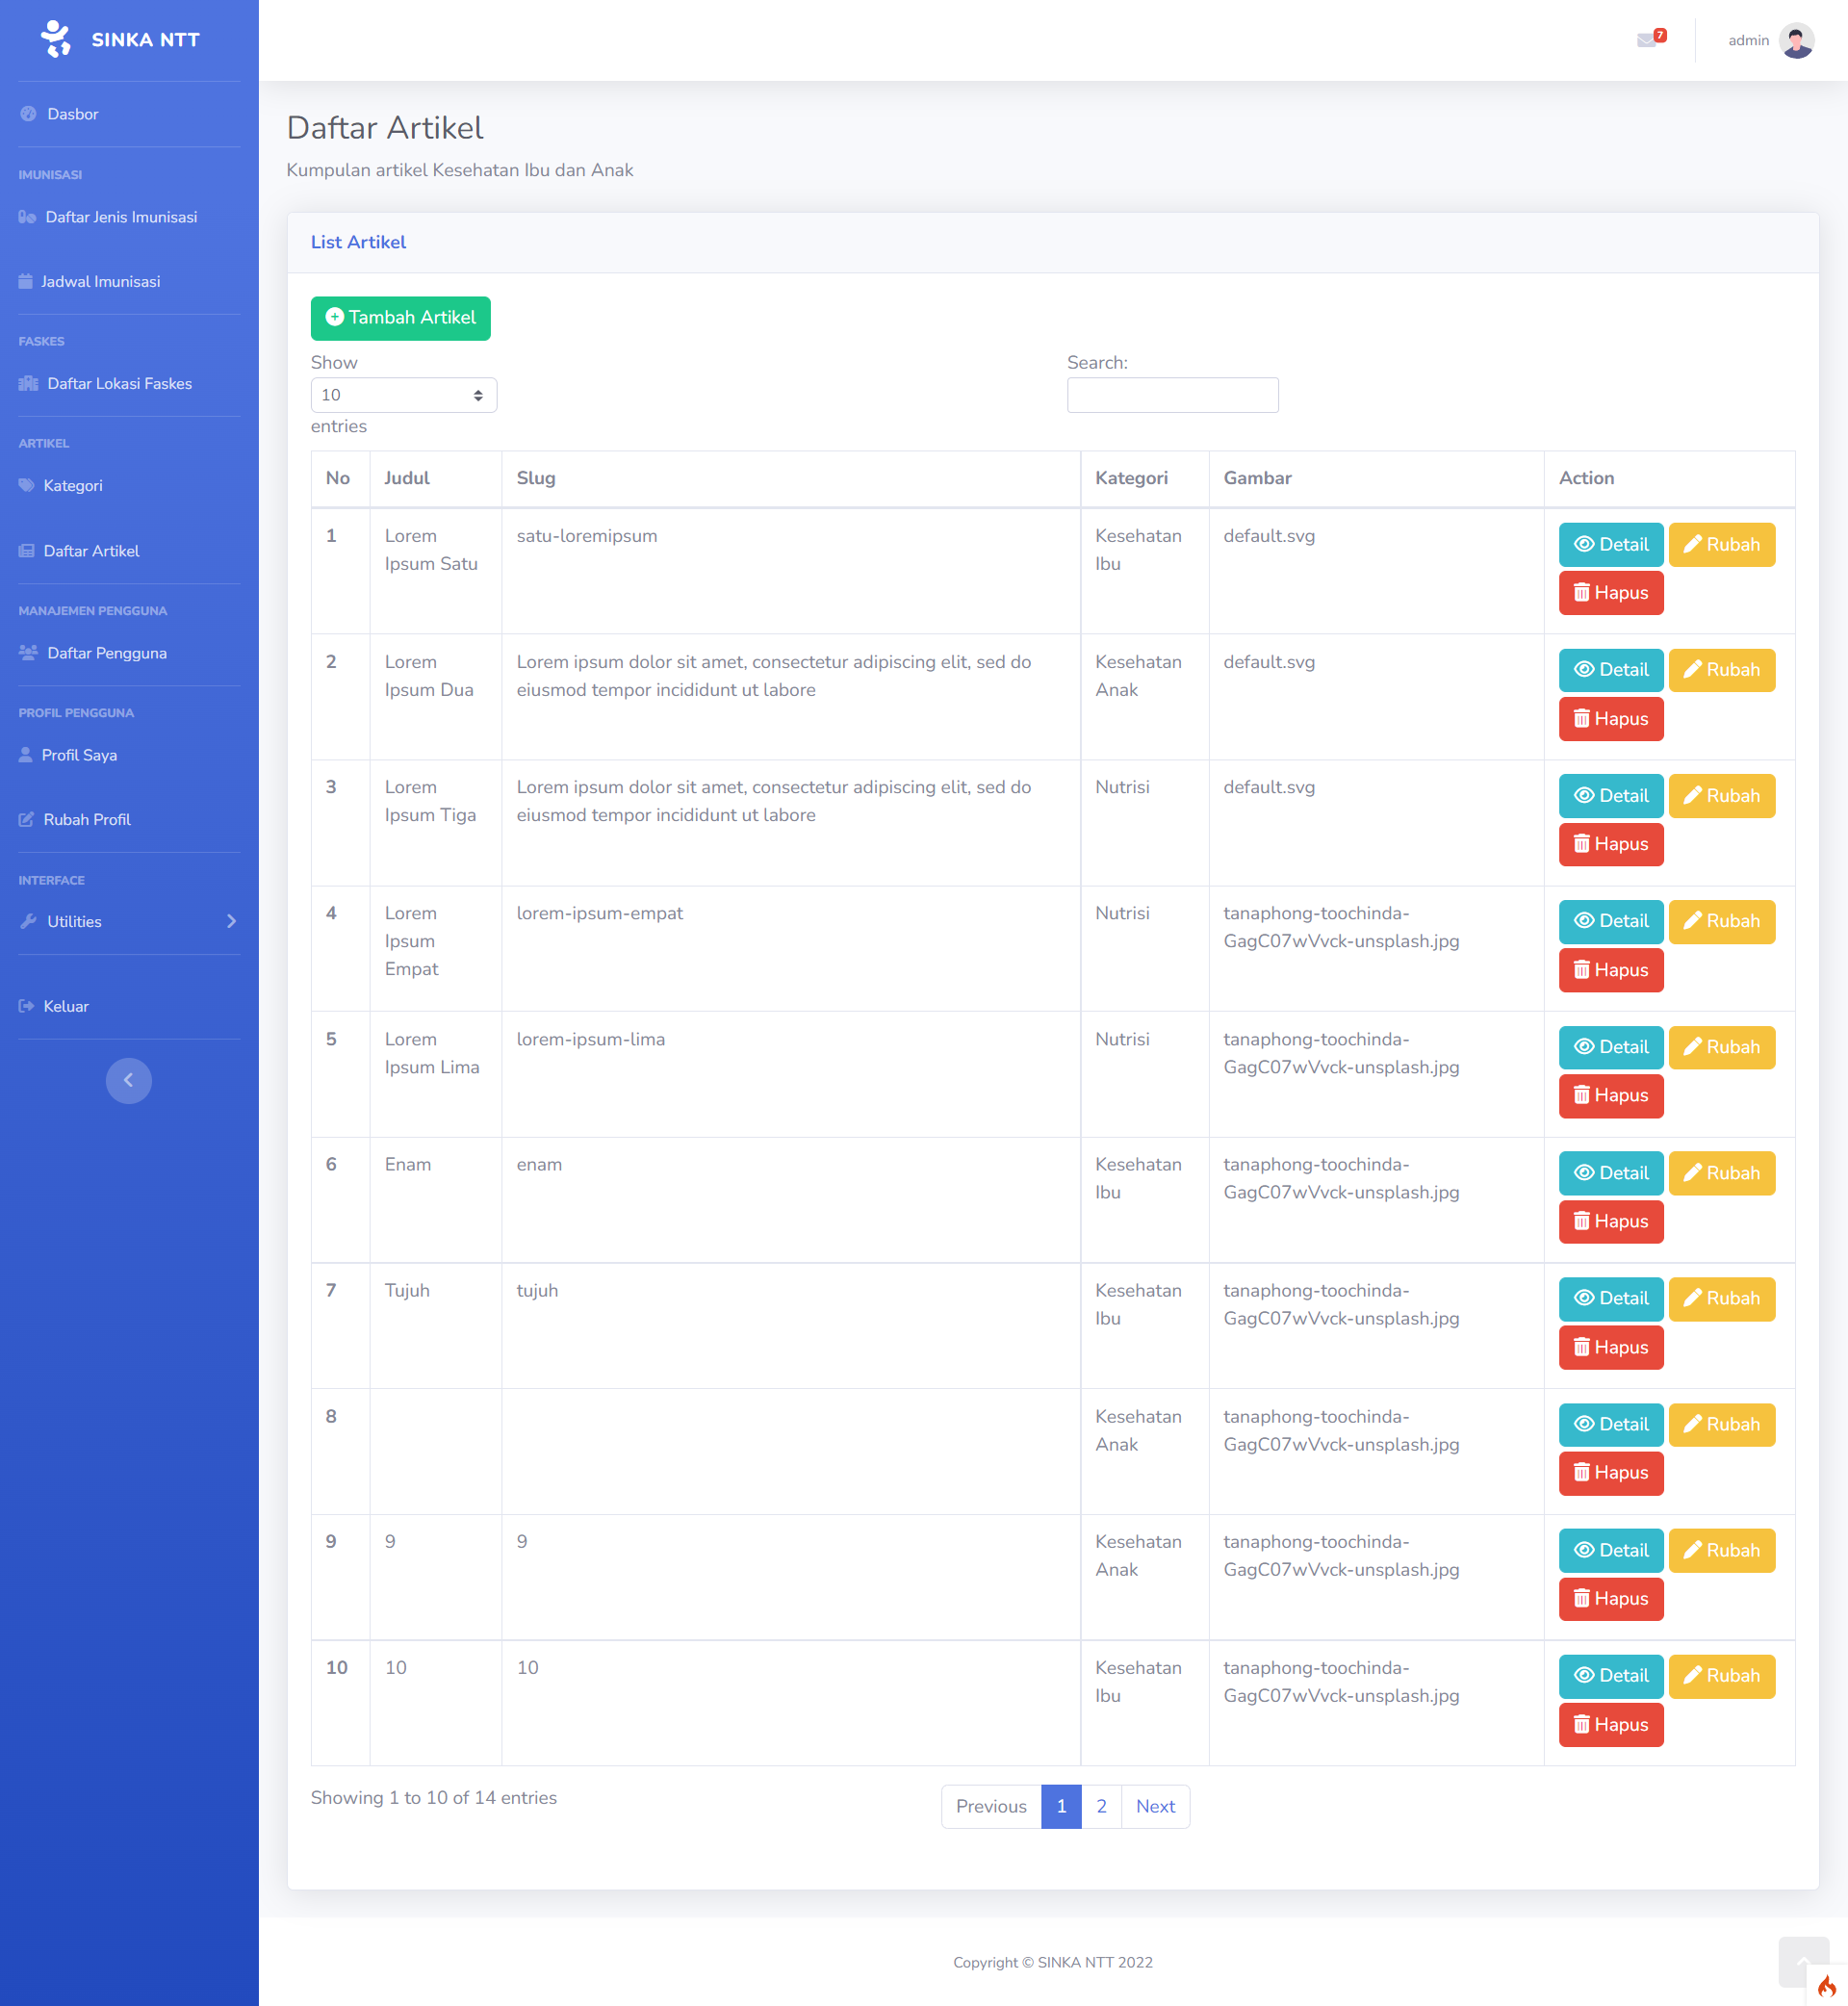 SINKA NTT
7
admin
Dasbor
IMUNISASI
Daftar Jenis Imunisasi
Jadwal Imunisasi
FASKES
Daftar Lokasi Faskes
ARTIKEL
Kategori
Daftar Artikel
MANAJEMEN PENGGUNA
Daftar Pengguna
PROFIL PENGGUNA
Profil Saya
Rubah Profil
INTERFACE
Utilities
Keluar
Daftar Artikel
Kumpulan artikel Kesehatan Ibu dan Anak
List Artikel
Tambah Artikel
Show
10
entries
Search:
No Judul Slug Kategori Gambar Action
1 Lorem satu-loremipsum Kesehatan default.svg Detail Rubah
Ipsum Satu Ibu
Hapus
2 Lorem Lorem ipsum dolor sit amet, consectetur adipiscing elit, sed do Kesehatan default.svg Detail Rubah
Ipsum Dua eiusmod tempor incididunt ut labore Anak
Hapus
3 Lorem Lorem ipsum dolor sit amet, consectetur adipiscing elit, sed do Nutrisi default.svg Detail Rubah
Ipsum Tiga eiusmod tempor incididunt ut labore
Hapus
4 Lorem lorem-ipsum-empat Nutrisi tanaphong-toochinda- Detail Rubah
Ipsum GagC07wVvck-unsplash.jpg
Empat Hapus
5 Lorem lorem-ipsum-lima Nutrisi tanaphong-toochinda- Detail Rubah
Ipsum Lima GagC07wVvck-unsplash.jpg
Hapus
6 Enam enam Kesehatan tanaphong-toochinda- Detail Rubah
Ibu GagC07wVvck-unsplash.jpg
Hapus
7 Tujuh tujuh Kesehatan tanaphong-toochinda- Detail Rubah
Ibu GagC07wVvck-unsplash.jpg
Hapus
8 Kesehatan tanaphong-toochinda- Detail Rubah
Anak GagC07wVvck-unsplash.jpg
Hapus
9 9 9 Kesehatan tanaphong-toochinda- Detail Rubah
Anak GagC07wVvck-unsplash.jpg
Hapus
10 10 10 Kesehatan tanaphong-toochinda- Detail Rubah
Ibu GagC07wVvck-unsplash.jpg
Hapus
Showing 1 to 10 of 14 entries
Previous 1 2 Next
Copyright © SINKA NTT 2022